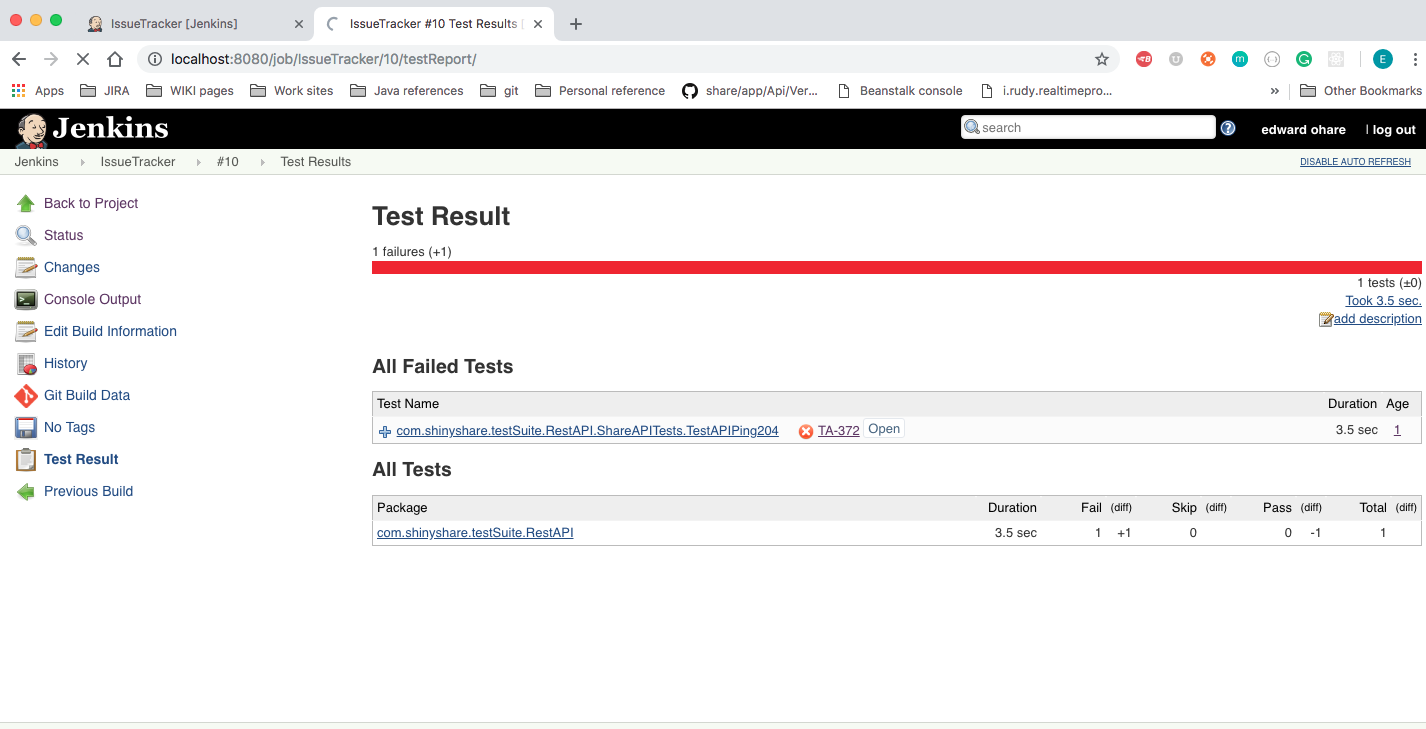 IssueTracker [Jenkins]
IssueTracker #10 Test Results
localhost:8080/job/IssueTracker/10/testReport/
E
Apps JIRA WIKI pages Work sites Java references git Personal reference share/app/Api/Ver... Beanstalk console i.rudy.realtimepro... » Other Bookmarks
Jenkins search ? edward ohare | log out
Jenkins IssueTracker #10 Test Results DISABLE AUTO REFRESH
Back to Project
Status
Changes
Console Output
Edit Build Information
History
Git Build Data
No Tags
Test Result
Previous Build
Test Result
1 failures (+1)
1 tests (±0)
Took 3.5 sec.
add description
All Failed Tests
Test Name Duration Age
com.shinyshare.testSuite.RestAPI.ShareAPITests.TestAPIPing204 TA-372 Open 3.5 sec 1
All Tests
Package Duration Fail (diff) Skip (diff) Pass (diff) Total (diff)
com.shinyshare.testSuite.RestAPI 3.5 sec 1 +1 0 0 -1 1